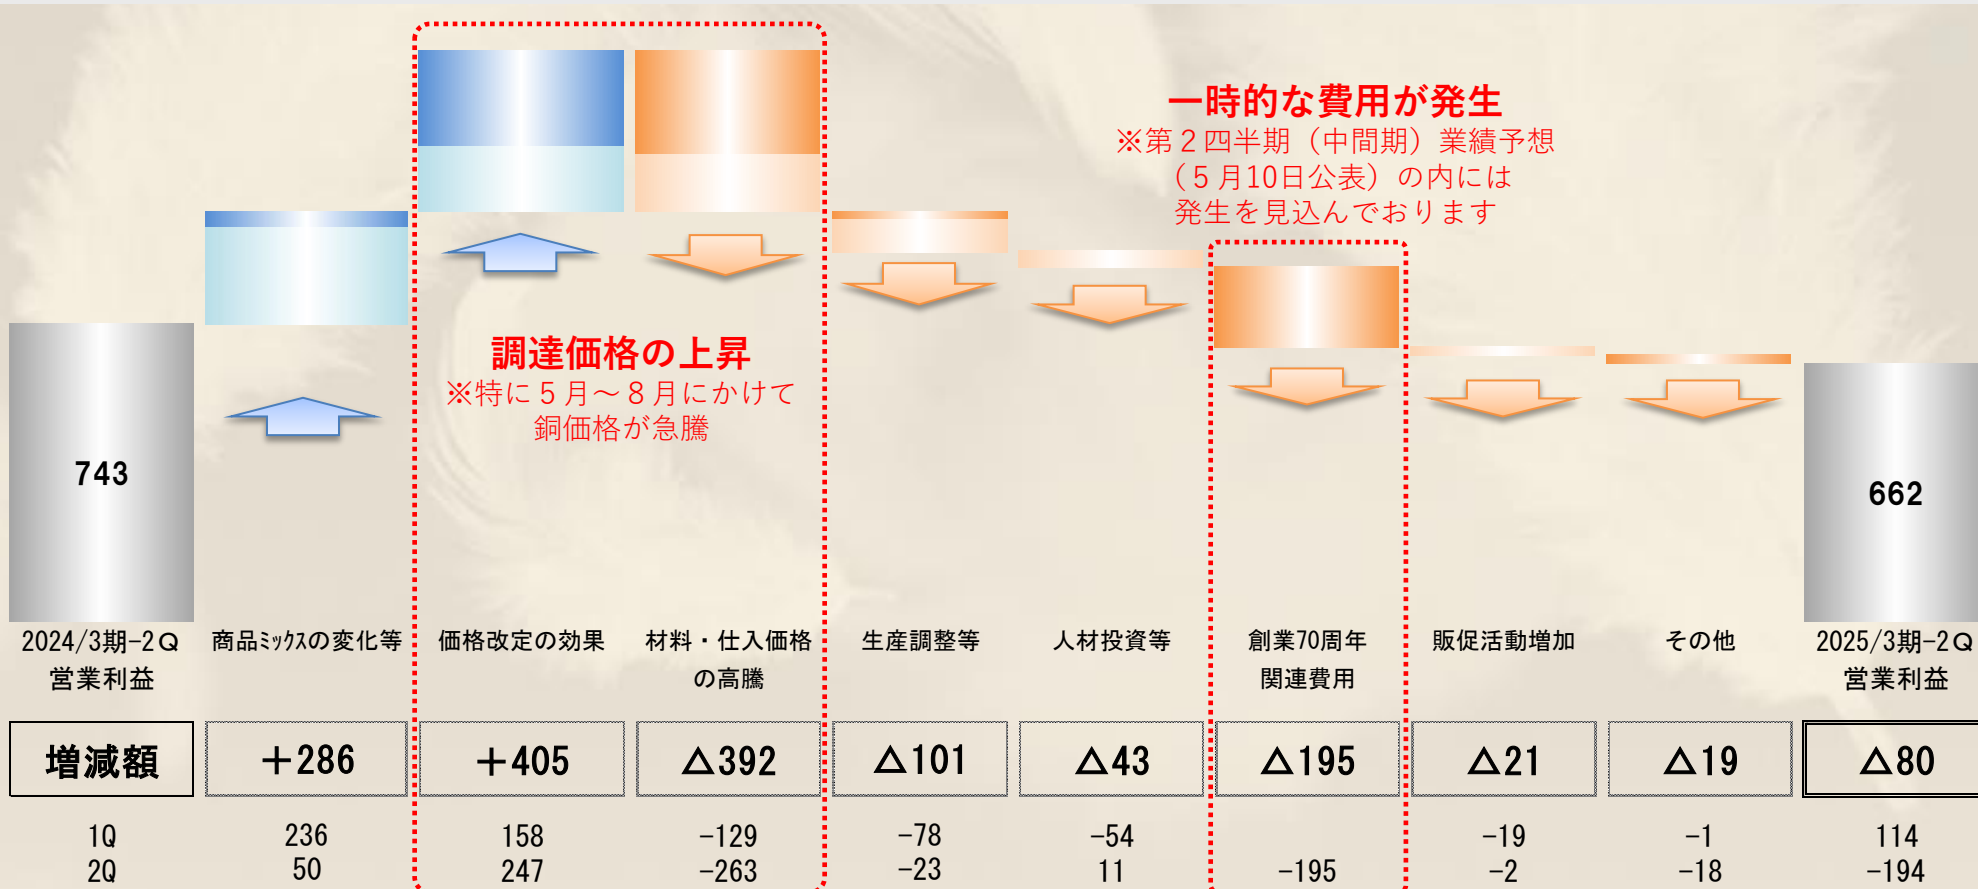 一時的な費用が発生
※第２四半期（中間期）業績予想
（５月10日公表）の内には
発生を見込んでおります
調達価格の上昇
※特に５月～８月にかけて
銅価格が急騰
743
662
2024/3期-2Q
営業利益
商品ﾐｯｸｽの変化等
価格改定の効果
材料・仕入価格
の高騰
生産調整等
人材投資等
創業70周年
関連費用
販促活動増加
その他
2025/3期-2Q
営業利益
増減額 ＋286 ＋405 △392 △101 △43 △195 △21 △19 △80
1Q 236 158 -129 -78 -54 -19 -1 114
2Q 50 247 -263 -23 11 -195 -2 -18 -194